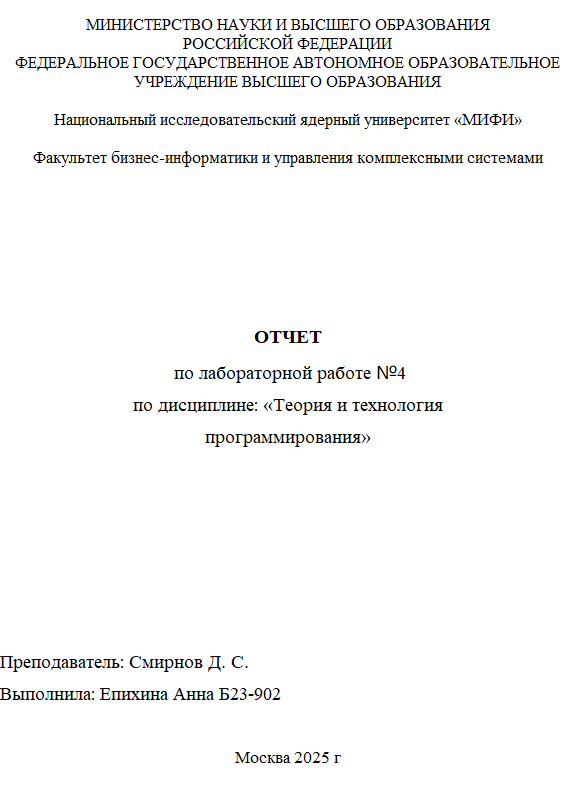 МИНИСТЕРСТВО НАУКИ И ВЫСШЕГО ОБРАЗОВАНИЯ
РОССИЙСКОЙ ФЕДЕРАЦИИ
ФЕДЕРАЛЬНОЕ ГОСУДАРСТВЕННОЕ АВТОНОМНОЕ ОБРАЗОВАТЕЛЬНОЕ
УЧРЕЖДЕНИЕ ВЫСШЕГО ОБРАЗОВАНИЯ
Национальный исследовательский ядерный университет «МИФИ»
Факультет бизнес-информатики и управления комплексными системами
ОТЧЕТ
по лабораторной работе №4
по дисциплине: «Теория и технология
программирования»
Преподаватель: Смирнов Д. С.
Выполнила: Епихина Анна Б23-902
Москва 2025 г